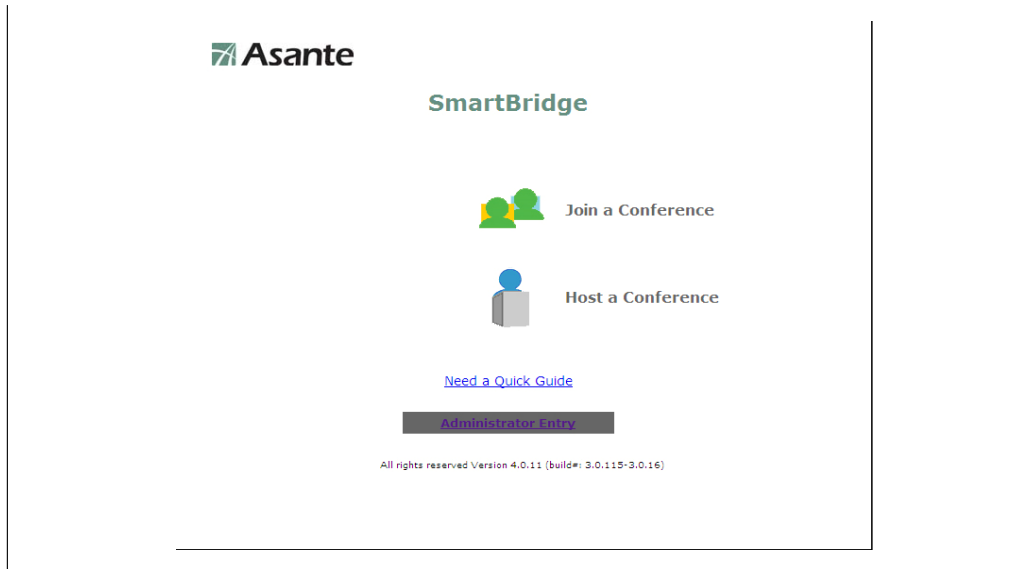 Asante
SmartBridge
Join a Conference
Host a Conference
Need a Quick Guide
Administrator Entry
All rights reserved Version 4.0.11 (build#: 3.0.115-3.0.16)